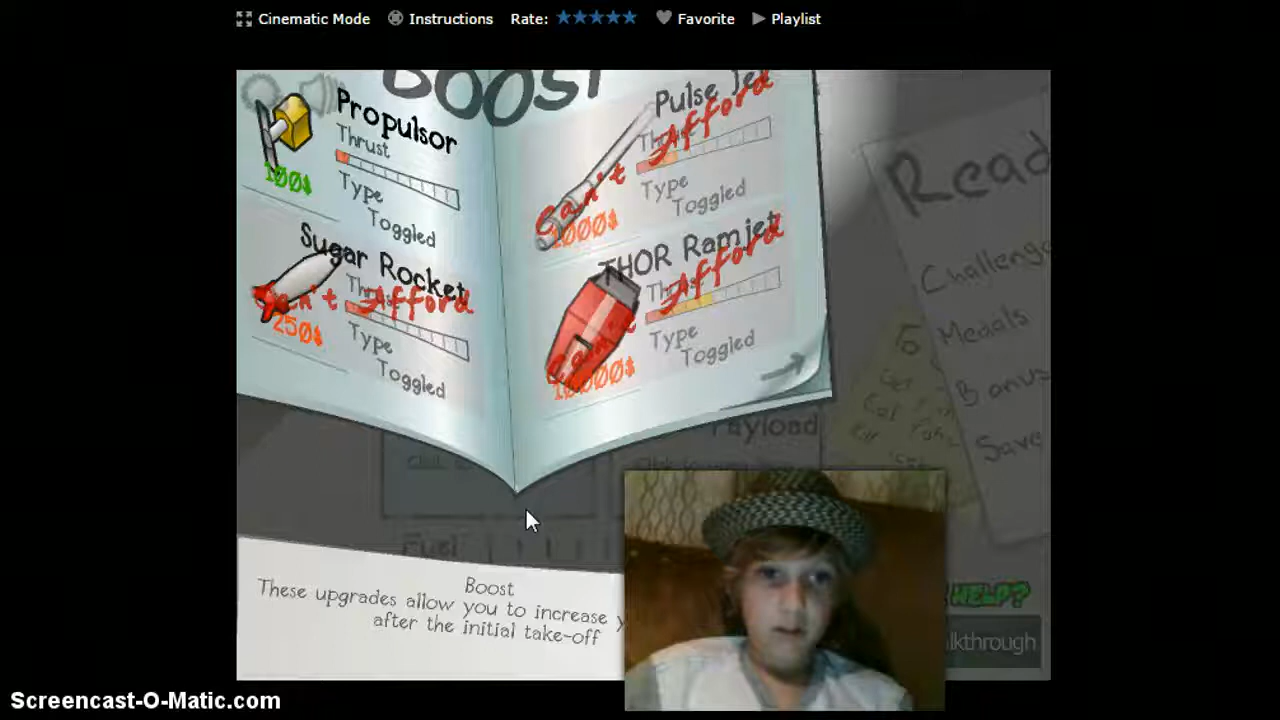 Cinematic Mode Instructions Rate: Favorite Playlist
BOOST
Propulsor
Thrust
100$
Type
Toggled
Sugar Rocket
Thrust
Can't Afford
250$
Type
Toggled
Pulse Jet
Thrust
Can't Afford
1000$
Type
Toggled
THOR Ramjet
Can't Afford
10000$
Type
Toggled
Read
Challenge
Medals
Bonus
Save
Payload
Fuel
HELP?
lkthrough
Boost
These upgrades allow you to increase y
after the initial take-off
Screencast-O-Matic.com